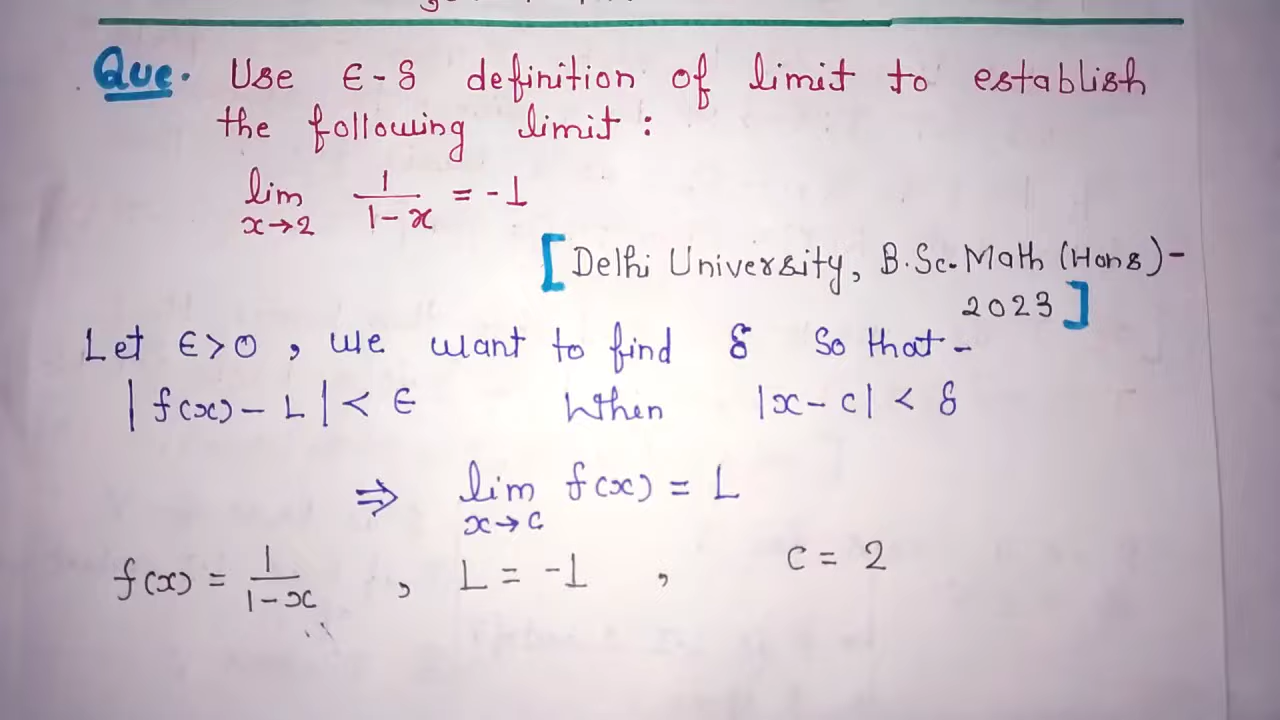 Que. Use ε-δ definition of limit to establish
the following limit:
lim 1/(1-x) = -1
x→2
[Delhi University, B.Sc. Math (Hons)-
2023]
Let ε>0, we want to find δ so that-
|f(x)-L|<ε When |x-c|<δ
⇒ lim f(x) = L
x→c
f(x) = 1/(1-x), L = -1, c = 2